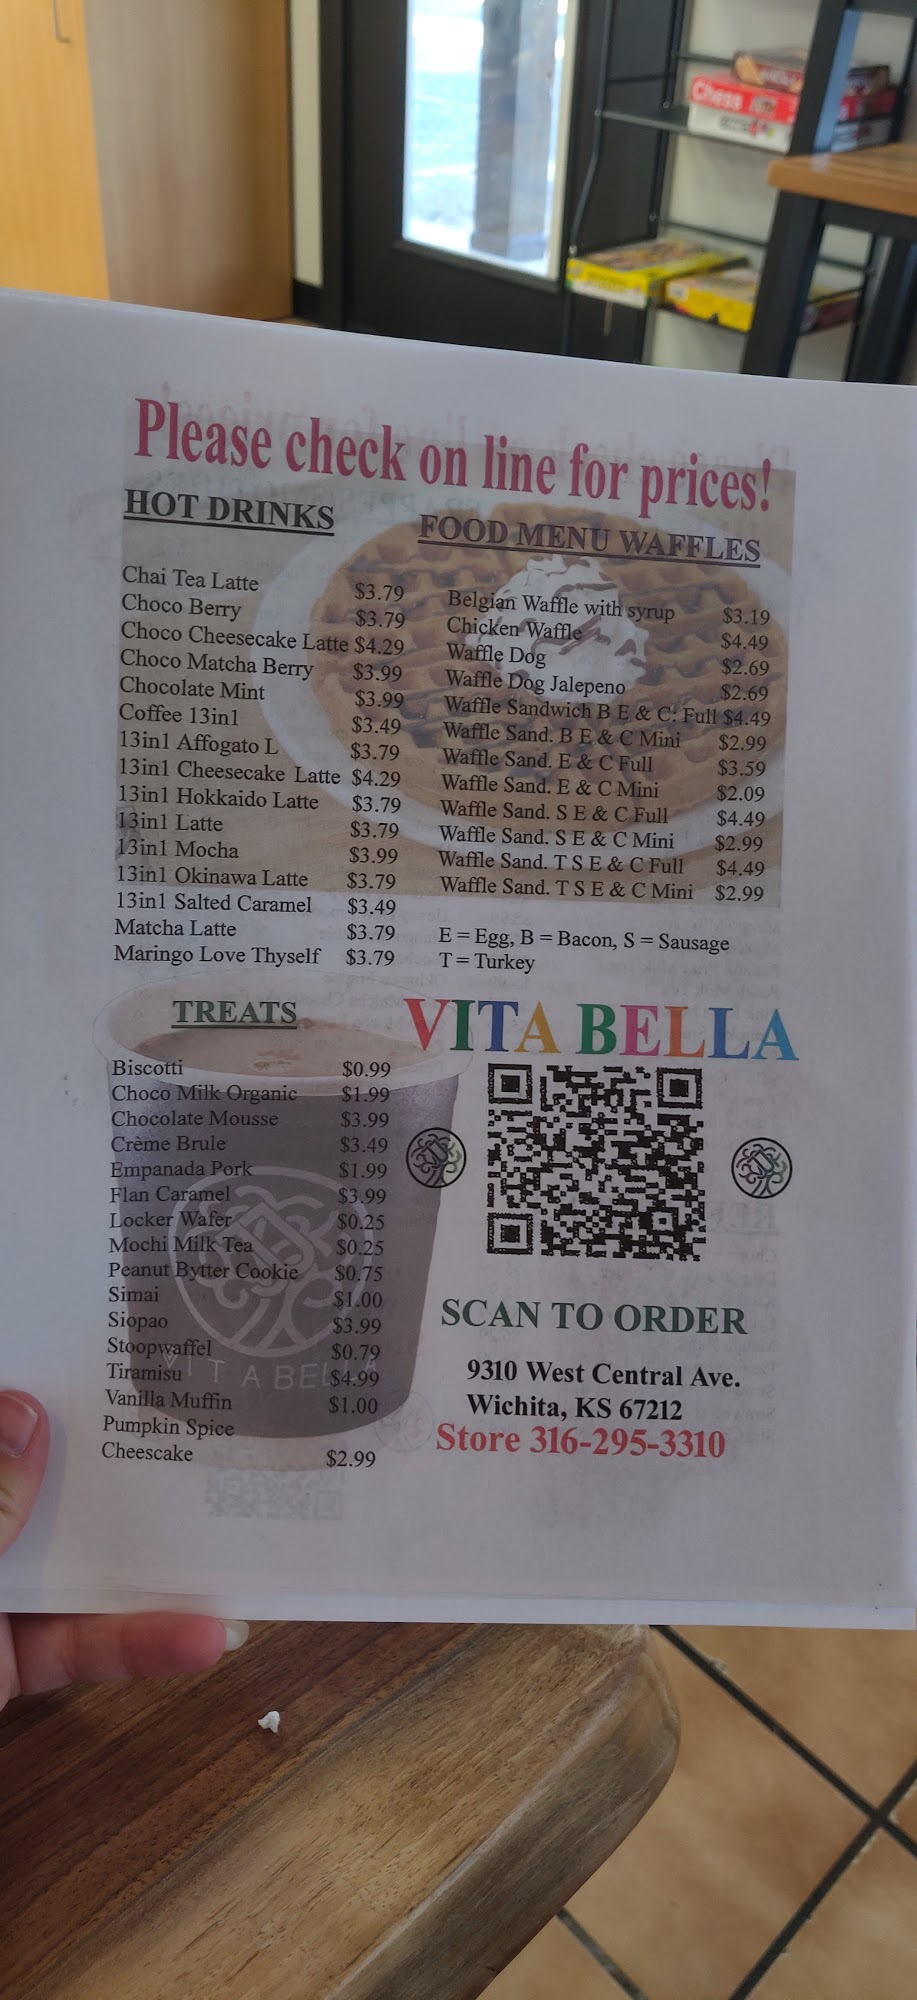 Chess
Please check on line for prices!
HOT DRINKS
Chai Tea Latte $3.79
Choco Berry $3.79
Choco Cheesecake Latte $4.29
Choco Matcha Berry $3.99
Chocolate Mint $3.99
Coffee 13in1 $3.49
13in1 Affogato L $3.79
13in1 Cheesecake Latte $4.29
13in1 Hokkaido Latte $3.79
13in1 Latte $3.79
13in1 Mocha $3.99
13in1 Okinawa Latte $3.79
13in1 Salted Caramel $3.49
Matcha Latte $3.79
Maringo Love Thyself $3.79
FOOD MENU WAFFLES
Belgian Waffle with syrup $3.19
Chicken Waffle $4.49
Waffle Dog $2.69
Waffle Dog Jalepeno $2.69
Waffle Sandwich B E & C: Full $4.49
Waffle Sand. B E & C Mini $2.99
Waffle Sand. E & C Full $3.59
Waffle Sand. E & C Mini $2.09
Waffle Sand. S E & C Full $4.49
Waffle Sand. S E & C Mini $2.99
Waffle Sand. T S E & C Full $4.49
Waffle Sand. T S E & C Mini $2.99
E = Egg, B = Bacon, S = Sausage
T = Turkey
TREATS
Biscotti $0.99
Choco Milk Organic $1.99
Chocolate Mousse $3.99
Crème Brule $3.49
Empanada Pork $1.99
Flan Caramel $3.99
Locker Wafer $0.25
Mochi Milk Tea $0.25
Peanut Bytter Cookie $0.75
Simai $1.00
Siopao $3.99
Stoopwaffel $0.79
Tiramisu $4.99
Vanilla Muffin $1.00
Pumpkin Spice
Cheescake $2.99
VITA BELLA
VITA BELLA
SCAN TO ORDER
9310 West Central Ave.
Wichita, KS 67212
Store 316-295-3310